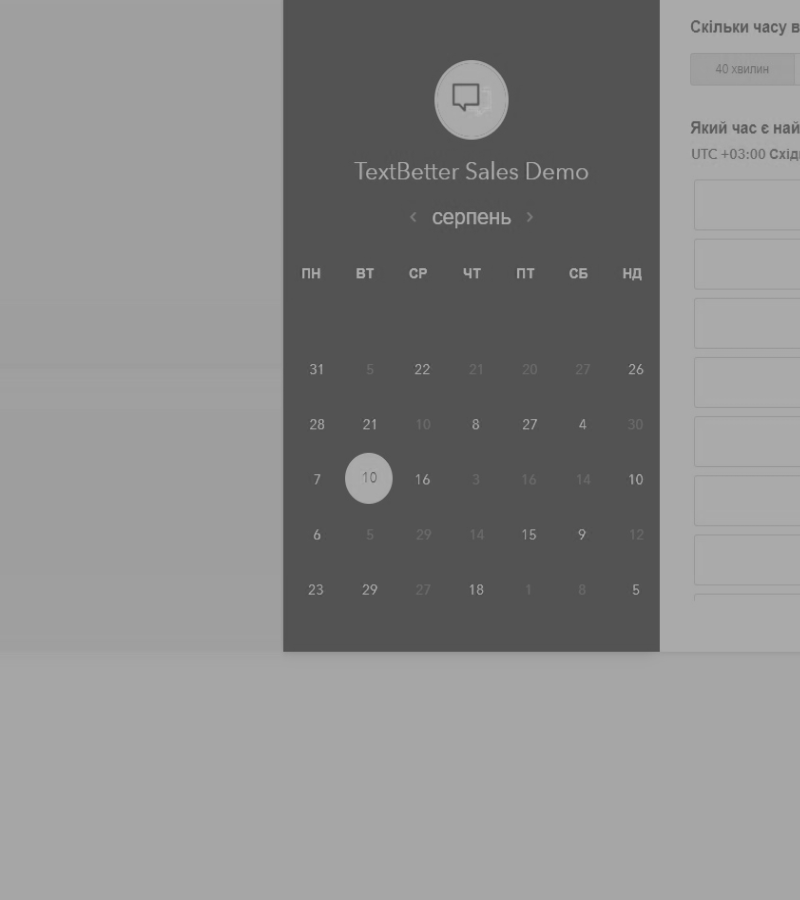 TextBetter Sales Demo
‹ серпень ›
ПН ВТ СР ЧТ ПТ СБ НД
31 5 22 21 20 27 26
28 21 10 8 27 4 30
7 10 16 3 16 14 10
6 5 29 14 15 9 12
23 29 27 18 1 8 5
Скільки часу
40 хвилин
Який час є
UTC +03:00